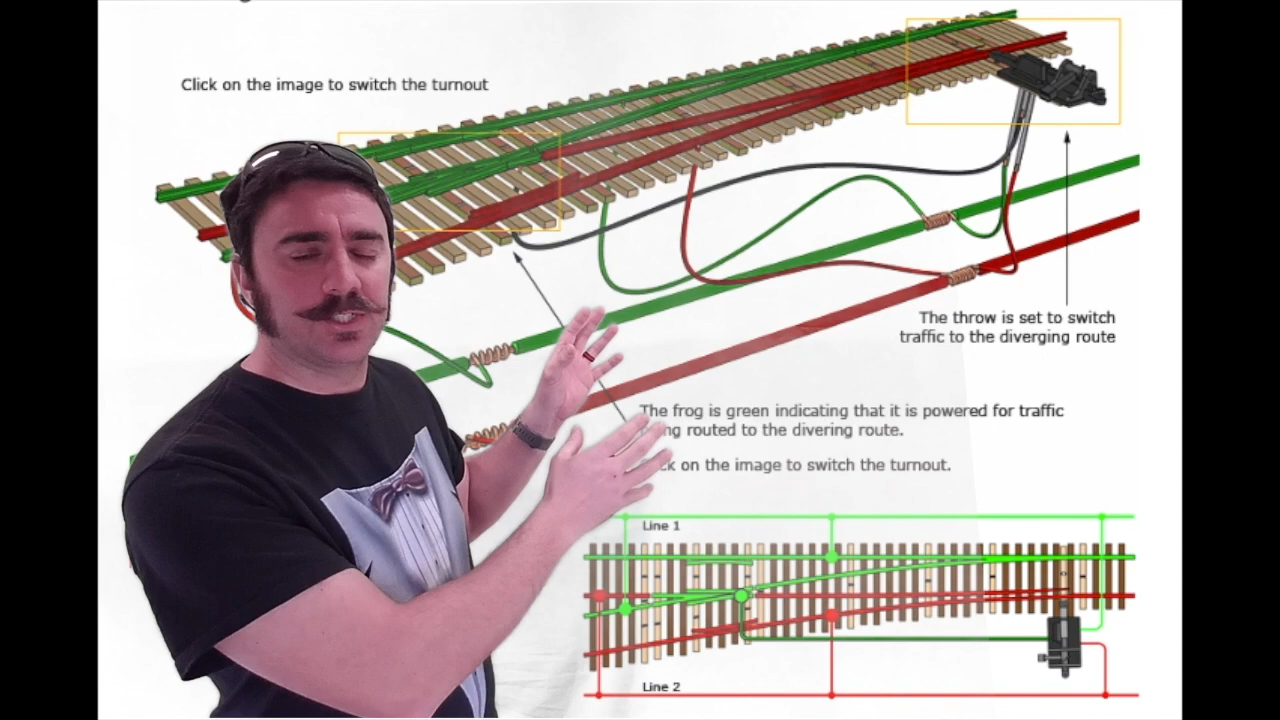 Click on the image to switch the turnout
The throw is set to switch
traffic to the diverging route
The frog is green indicating that it is powered for traffic
routed to the divering route.
on the image to switch the turnout.
Line 1
Line 2